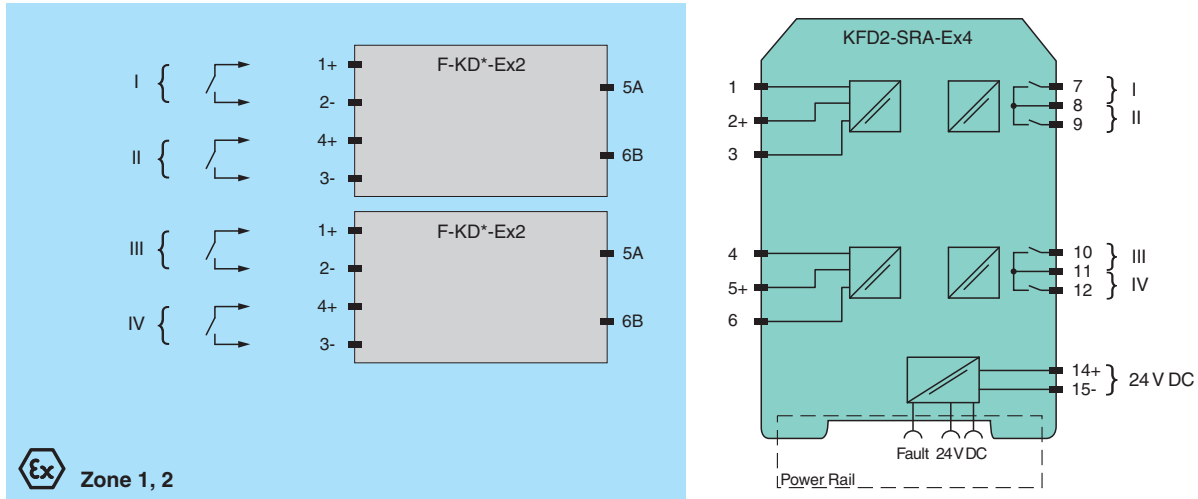 I {
1+
2-
F-KD*-Ex2
5A
II {
4+
3-
6B
III {
1+
2-
F-KD*-Ex2
5A
IV {
4+
3-
6B
Ex
Zone 1, 2
KFD2-SRA-Ex4
1
2+
3
7
8
9
} I
} II
4
5+
6
10
11
12
} III
} IV
14+
15-
} 24 V DC
Fault 24 V DC
Power Rail